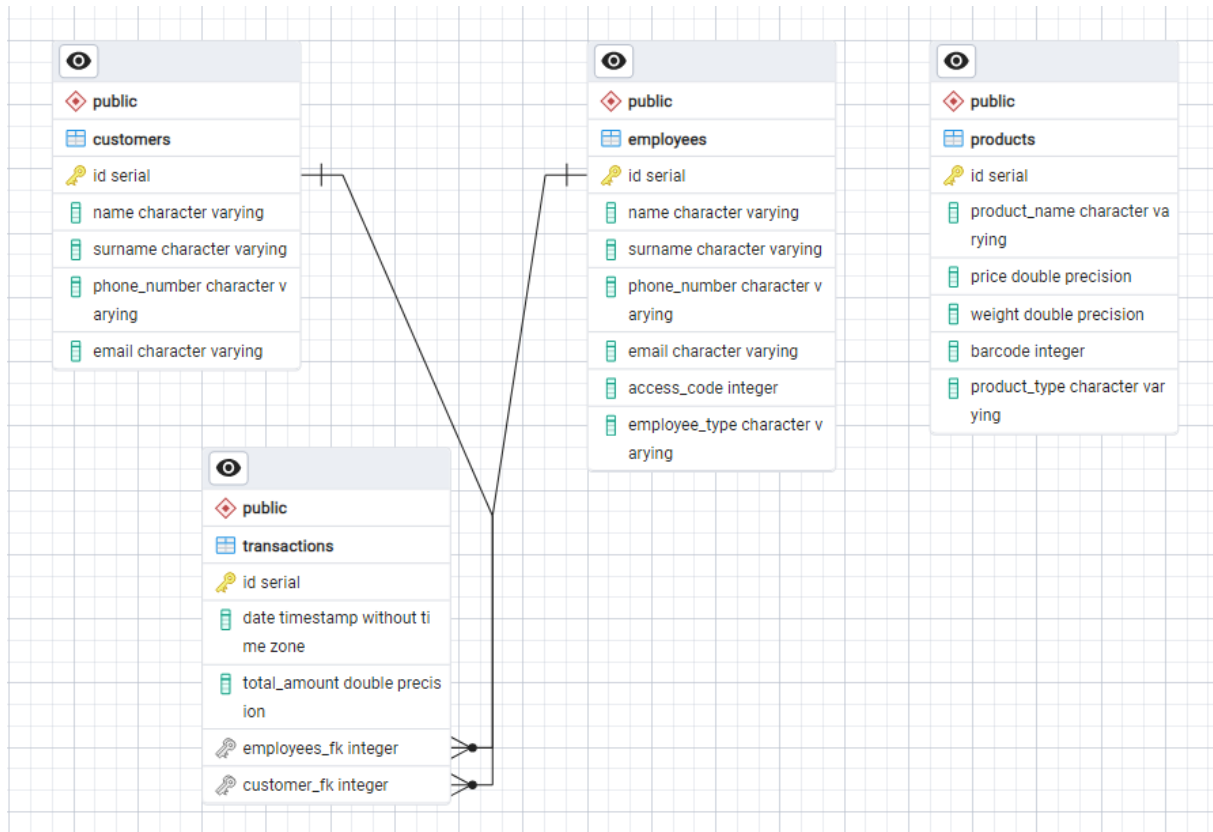 public
customers
id serial
name character varying
surname character varying
phone_number character v
arying
email character varying
public
employees
id serial
name character varying
surname character varying
phone_number character v
arying
email character varying
access_code integer
employee_type character v
arying
public
products
id serial
product_name character va
rying
price double precision
weight double precision
barcode integer
product_type character var
ying
public
transactions
id serial
date timestamp without ti
me zone
total_amount double precis
ion
employees_fk integer
customer_fk integer